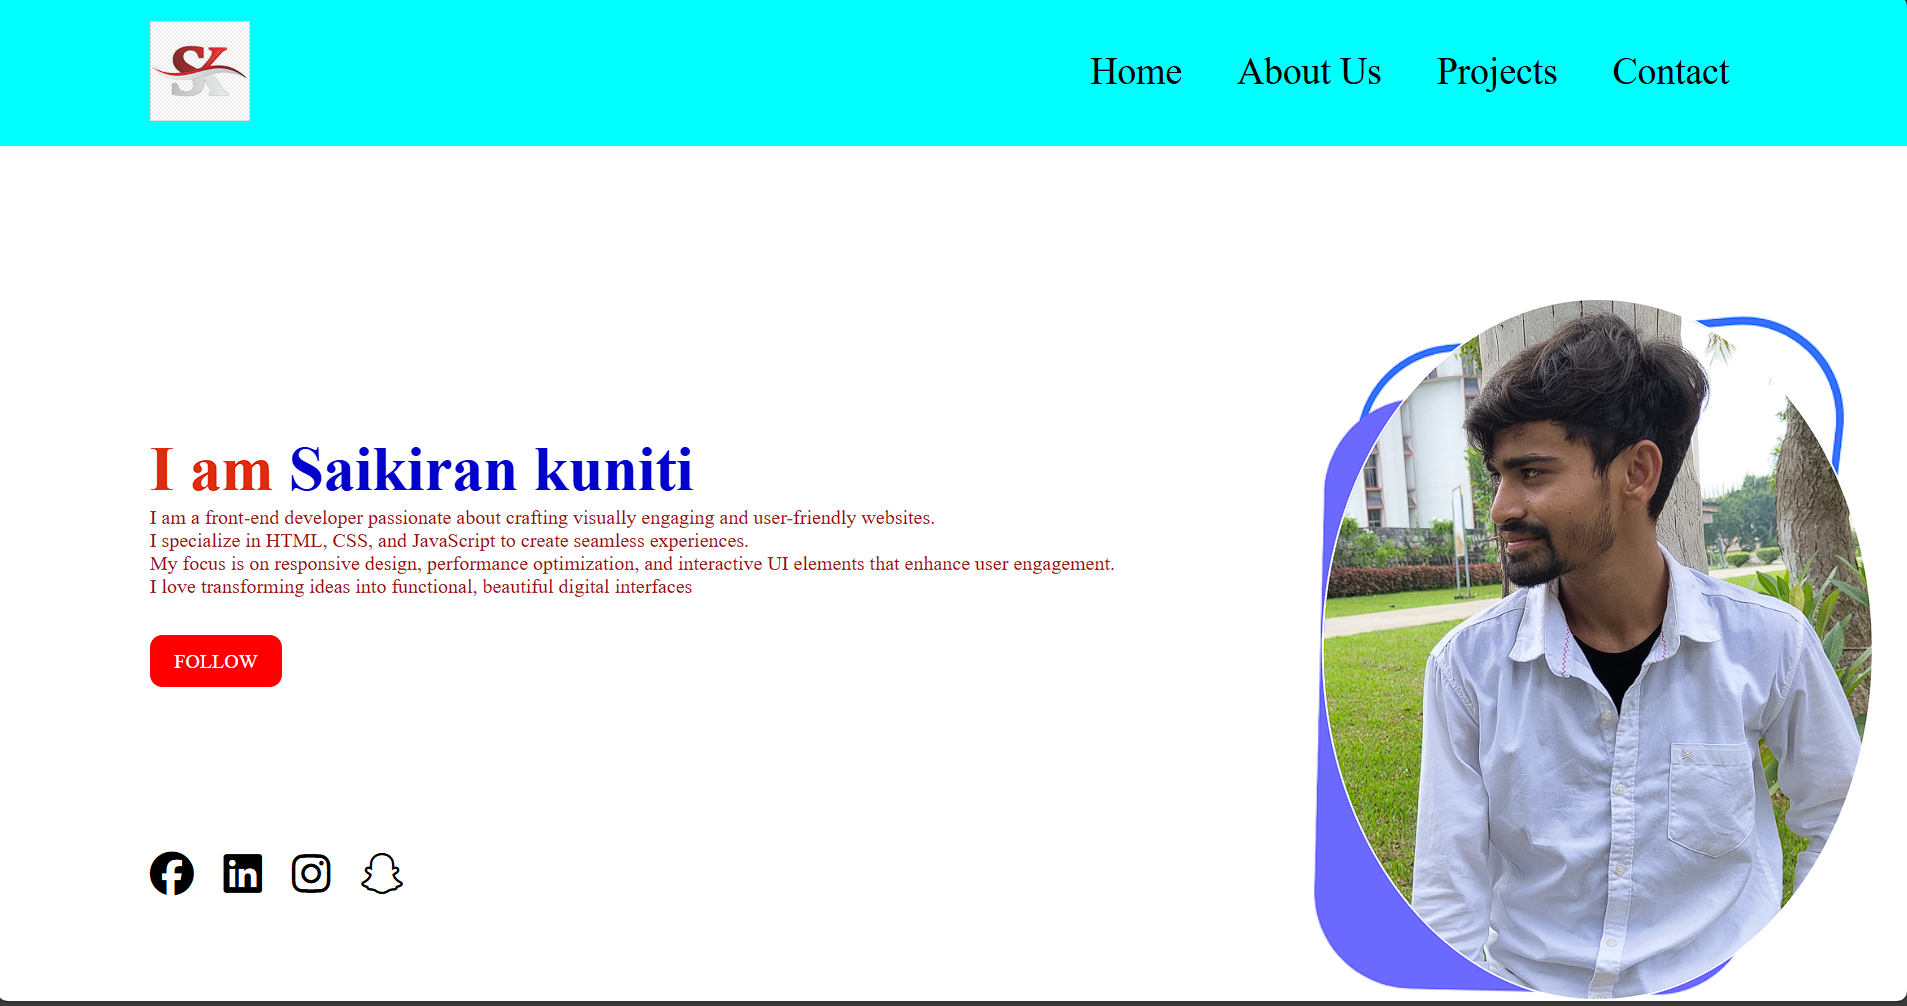 SK
Home About Us Projects Contact
I am Saikiran kuniti
I am a front-end developer passionate about crafting visually engaging and user-friendly websites.
I specialize in HTML, CSS, and JavaScript to create seamless experiences.
My focus is on responsive design, performance optimization, and interactive UI elements that enhance user engagement.
I love transforming ideas into functional, beautiful digital interfaces
FOLLOW